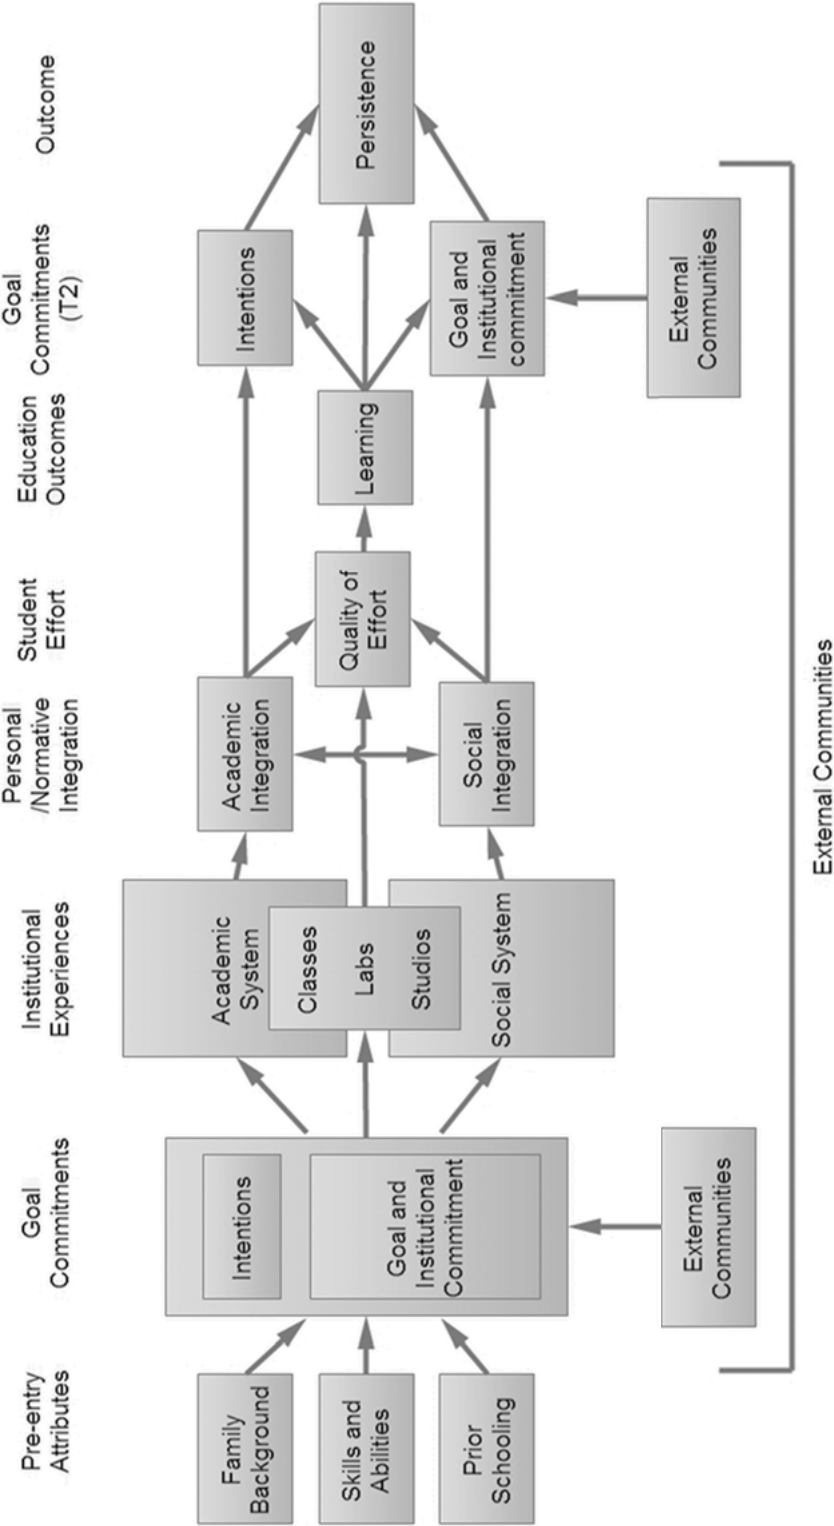 Pre-entry
Attributes
Goal
Commitments
Institutional
Experiences
Personal
/Normative
Integration
Student
Effort
Education
Outcomes
Goal
Commitments
(T2)
Outcome
Family
Background
Skills and
Abilities
Prior
Schooling
Intentions
Goal and
Institutional
Commitment
External
Communities
Academic
System
Classes
Labs
Studios
Social System
Academic
Integration
Social
Integration
Quality of
Effort
Learning
Intentions
Goal and
Institutional
commitment
External
Communities
Persistence
External Communities